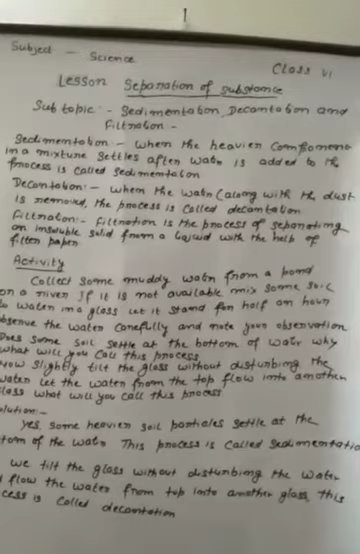 Subject - Science
Class VI
Lesson Separation of substance
Sub topic:- Sedimentation, Decantation and
Filtration -
Sedimentation - when the heavier component
in a mixture settles after water is added to the
process is called sedimentation
Decantation:- when the water (along with the dust
is removed, the process is called decantation
Filtration:- Filtration is the process of separating
an insoluble solid from a liquid with the help of
filter paper.
Activity
Collect some muddy water from a pond
on a river If it is not available mix some soil
to water in a glass let it stand for half an hour
observe the water carefully and note your observation
Does some soil settle at the bottom of water why
what will you call this process
Now slightly tilt the glass without disturbing the
water let the water from the top flow into another
glass what will you call this process
olution:-
yes some heavier soil particles settle at the
tom of the water This process is called sedimentatio
we tilt the glass without disturbing the water
flow the water from top into another glass, this
cess is called decantation